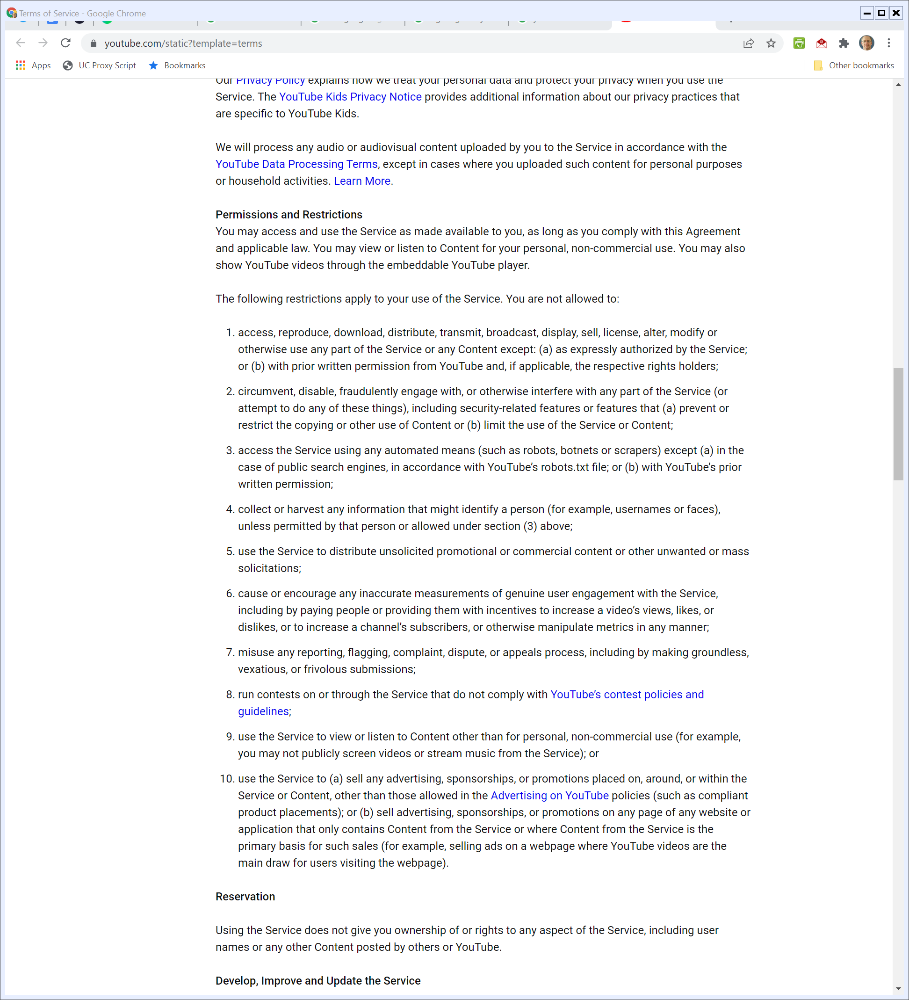 Terms of Service - Google Chrome
youtube.com/static?template=terms
Apps UC Proxy Script Bookmarks Other bookmarks
Our Privacy Policy explains how we treat your personal data and protect your privacy when you use the
Service. The YouTube Kids Privacy Notice provides additional information about our privacy practices that
are specific to YouTube Kids.
We will process any audio or audiovisual content uploaded by you to the Service in accordance with the
YouTube Data Processing Terms, except in cases where you uploaded such content for personal purposes
or household activities. Learn More.
Permissions and Restrictions
You may access and use the Service as made available to you, as long as you comply with this Agreement
and applicable law. You may view or listen to Content for your personal, non-commercial use. You may also
show YouTube videos through the embeddable YouTube player.
The following restrictions apply to your use of the Service. You are not allowed to:
1. access, reproduce, download, distribute, transmit, broadcast, display, sell, license, alter, modify or
otherwise use any part of the Service or any Content except: (a) as expressly authorized by the Service;
or (b) with prior written permission from YouTube and, if applicable, the respective rights holders;
2. circumvent, disable, fraudulently engage with, or otherwise interfere with any part of the Service (or
attempt to do any of these things), including security-related features or features that (a) prevent or
restrict the copying or other use of Content or (b) limit the use of the Service or Content;
3. access the Service using any automated means (such as robots, botnets or scrapers) except (a) in the
case of public search engines, in accordance with YouTube’s robots.txt file; or (b) with YouTube’s prior
written permission;
4. collect or harvest any information that might identify a person (for example, usernames or faces),
unless permitted by that person or allowed under section (3) above;
5. use the Service to distribute unsolicited promotional or commercial content or other unwanted or mass
solicitations;
6. cause or encourage any inaccurate measurements of genuine user engagement with the Service,
including by paying people or providing them with incentives to increase a video’s views, likes, or
dislikes, or to increase a channel’s subscribers, or otherwise manipulate metrics in any manner;
7. misuse any reporting, flagging, complaint, dispute, or appeals process, including by making groundless,
vexatious, or frivolous submissions;
8. run contests on or through the Service that do not comply with YouTube’s contest policies and
guidelines;
9. use the Service to view or listen to Content other than for personal, non-commercial use (for example,
you may not publicly screen videos or stream music from the Service); or
10. use the Service to (a) sell any advertising, sponsorships, or promotions placed on, around, or within the
Service or Content, other than those allowed in the Advertising on YouTube policies (such as compliant
product placements); or (b) sell advertising, sponsorships, or promotions on any page of any website or
application that only contains Content from the Service or where Content from the Service is the
primary basis for such sales (for example, selling ads on a webpage where YouTube videos are the
main draw for users visiting the webpage).
Reservation
Using the Service does not give you ownership of or rights to any aspect of the Service, including user
names or any other Content posted by others or YouTube.
Develop, Improve and Update the Service